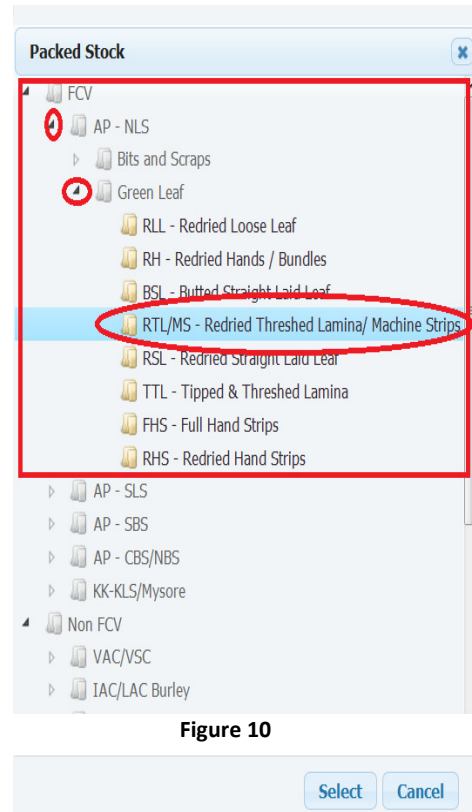 Packed Stock
x
FCV
AP - NLS
Bits and Scraps
Green Leaf
RLL - Redried Loose Leaf
RH - Redried Hands / Bundles
BSL - Butted Straight Laid Leaf
RTL/MS - Redried Threshed Lamina/ Machine Strips
RSL - Redried Straight Laid Leaf
TTL - Tipped & Threshed Lamina
FHS - Full Hand Strips
RHS - Redried Hand Strips
AP - SLS
AP - SBS
AP - CBS/NBS
KK-KLS/Mysore
Non FCV
VAC/VSC
IAC/LAC Burley
Figure 10
Select Cancel